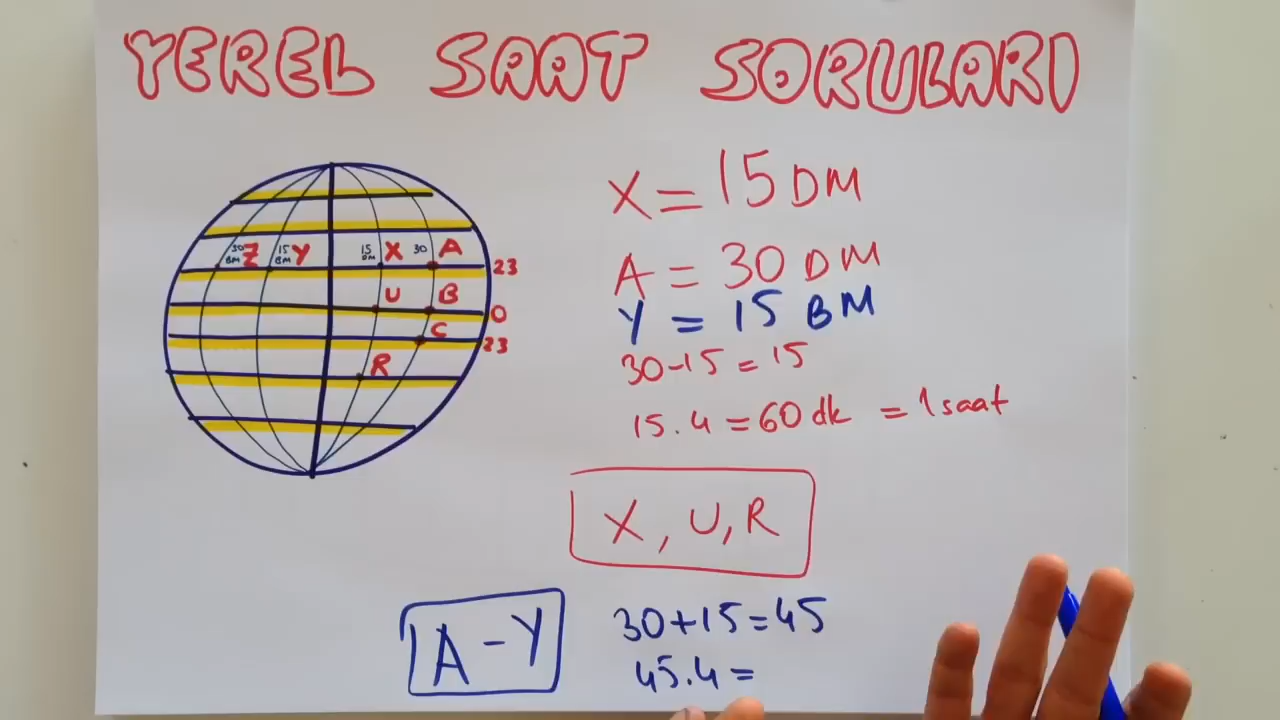 YEREL SAAT SORULARI
30 BM Z 15 BM Y 15 DM X 30 A
23
U B
0
C
23
R
X = 15 DM
A = 30 DM
Y = 15 BM
30-15 = 15
15.4 = 60 dk = 1 saat
X, U, R
A - Y
30+15=45
45.4 =